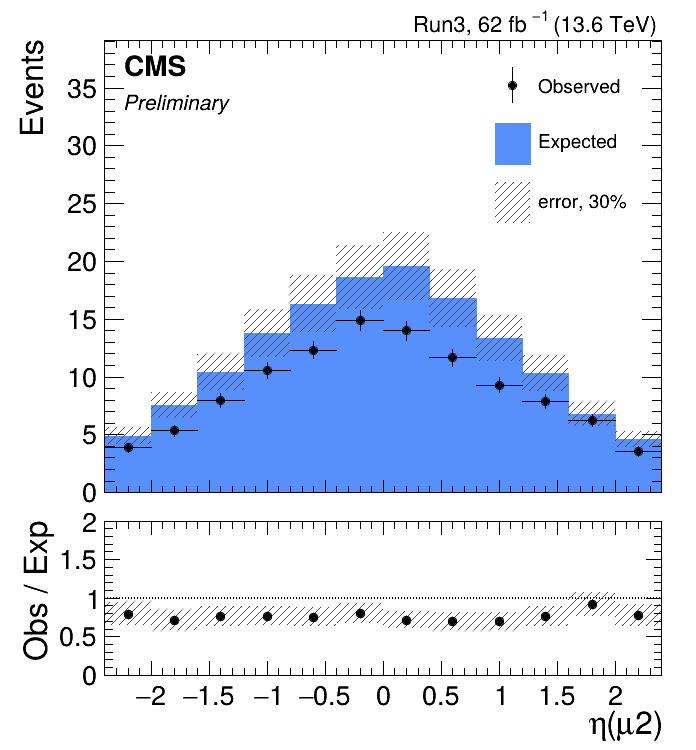 Run3, 62 fb⁻¹ (13.6 TeV)
CMS
Preliminary
Events
35
30
25
20
15
10
5
0
Observed
Expected
error, 30%
Obs / Exp
2
1.5
1
0.5
0
−2 −1.5 −1 −0.5 0 0.5 1 1.5 2
η(μ2)